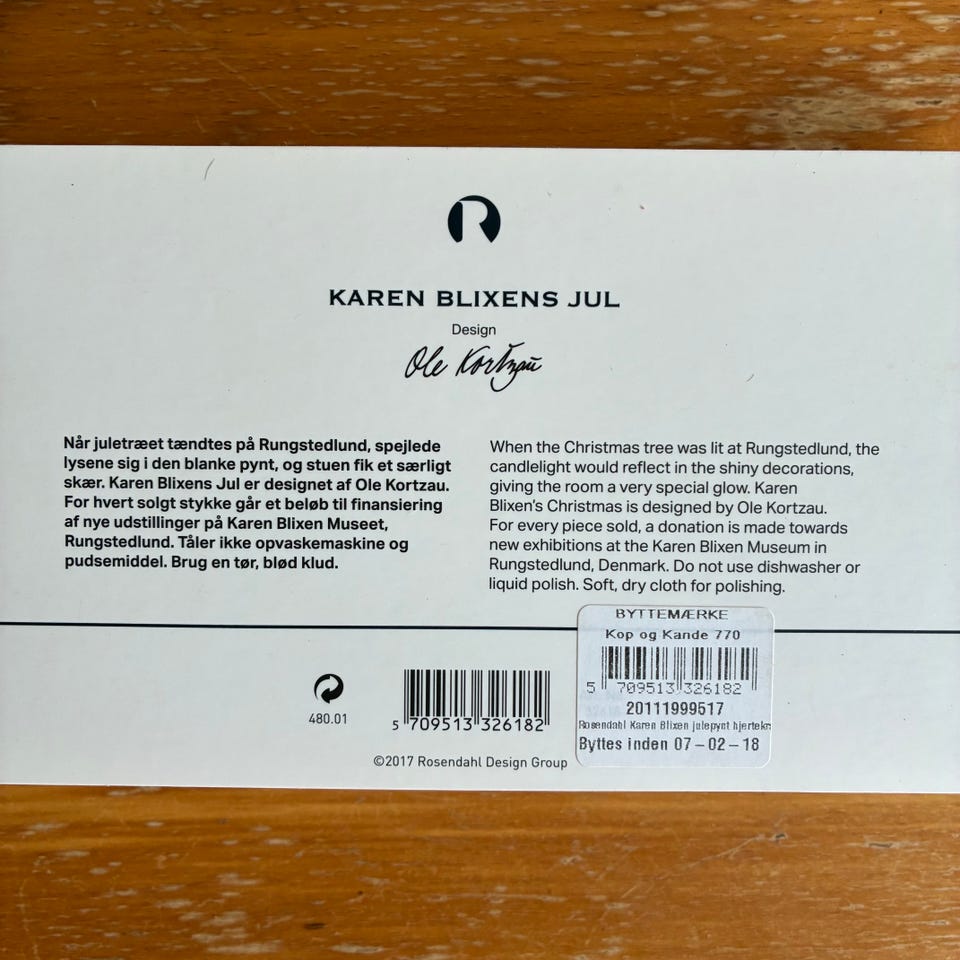 R
KAREN BLIXENS JUL
Design
Ole Kortzau
Når juletræet tændtes på Rungstedlund, spejlede
lysene sig i den blanke pynt, og stuen fik et særligt
skær. Karen Blixens Jul er designet af Ole Kortzau.
For hvert solgt stykke går et beløb til finansiering
af nye udstillinger på Karen Blixen Museet,
Rungstedlund. Tåler ikke opvaskemaskine og
pudsemiddel. Brug en tør, blød klud.
When the Christmas tree was lit at Rungstedlund, the
candlelight would reflect in the shiny decorations,
giving the room a very special glow. Karen
Blixen's Christmas is designed by Ole Kortzau.
For every piece sold, a donation is made towards
new exhibitions at the Karen Blixen Museum in
Rungstedlund, Denmark. Do not use dishwasher or
liquid polish. Soft, dry cloth for polishing.
480.01
5 709513 326182
©2017 Rosendahl Design Group
BYTTEMÆRKE
Kop og Kande 770
5 709513 326182
20111999517
Rosendahl Karen Blixen julepynt hjertekr
Byttes inden 07-02-18